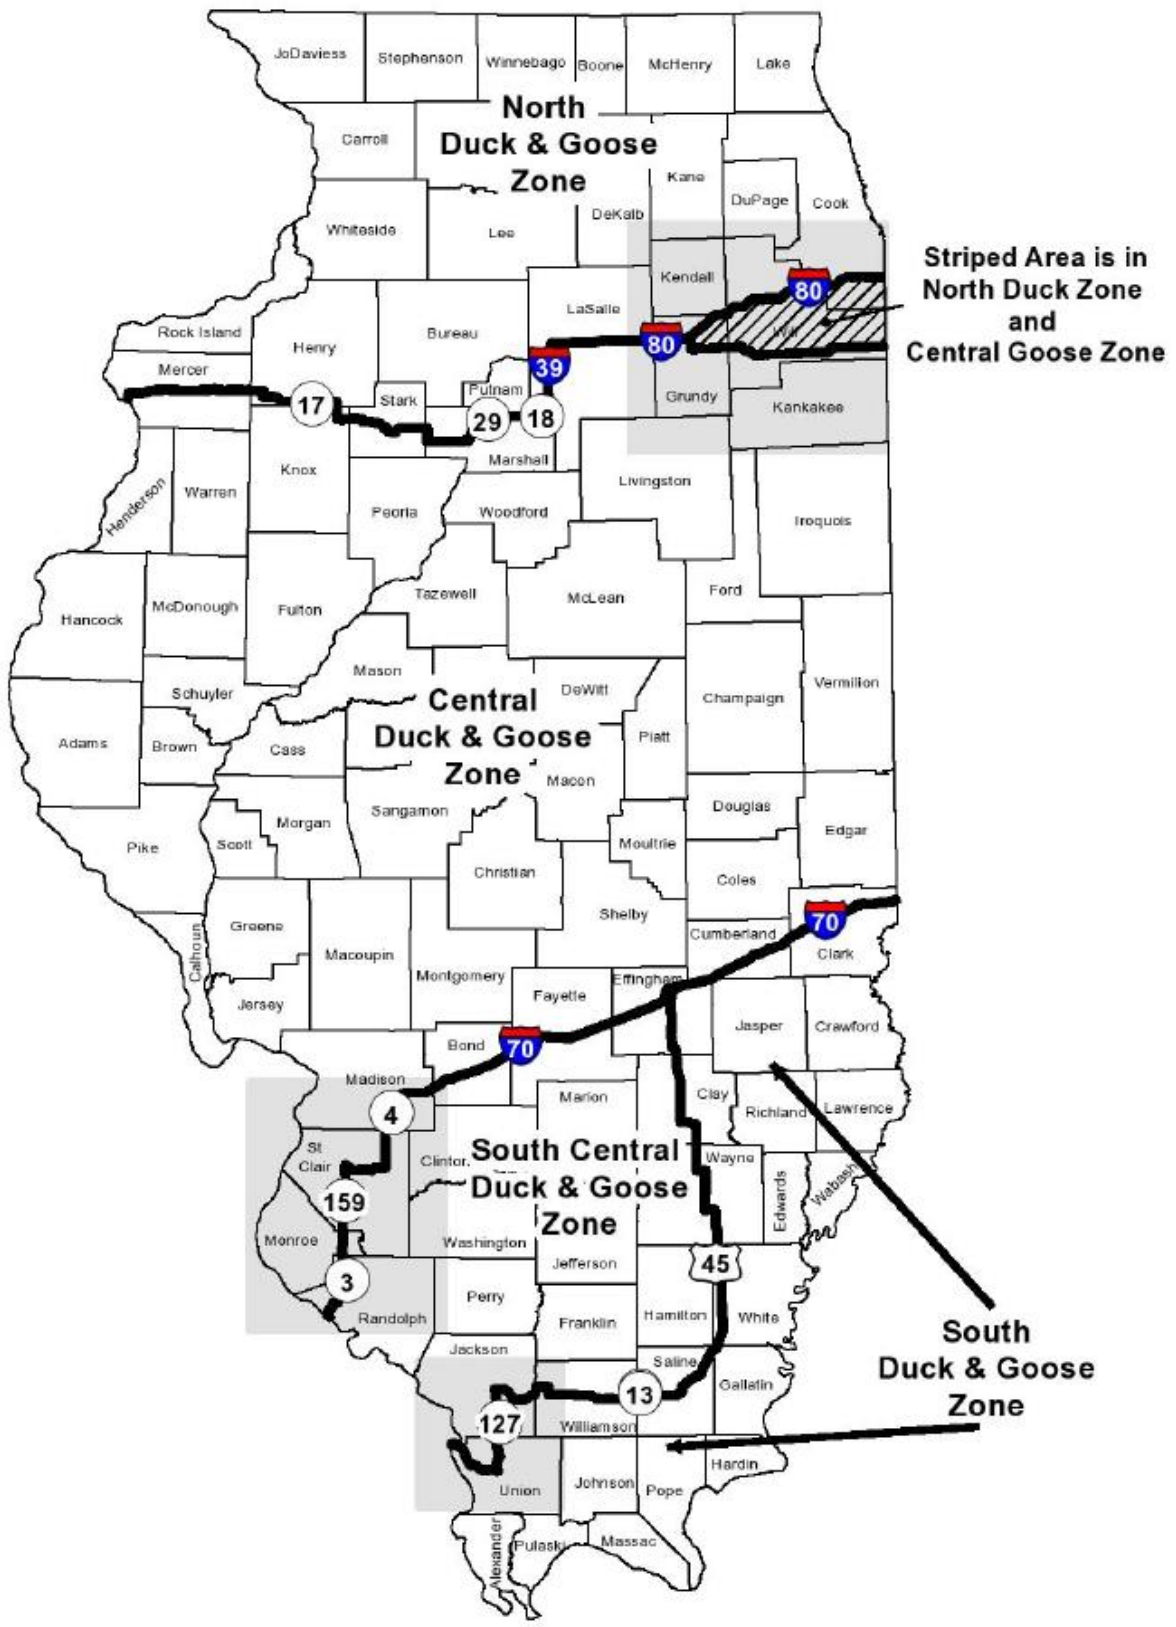 JoDaviess
Stephenson
Winnebago
Boone
McHenry
Lake
North
Duck & Goose
Zone
Carroll
Kane
DuPage
Cook
DeKalb
Whiteside
Lee
Striped Area is in
North Duck Zone
and
Central Goose Zone
Kendall
80
LaSalle
Rock Island
Henry
Bureau
80
Will
39
Mercer
Putnam
Stark
Grundy
Kankakee
17
29
18
Marshall
Knox
Livingston
Henderson
Warren
Peoria
Woodford
Iroquois
Hancock
McDonough
Fulton
Tazewell
McLean
Ford
Mason
Schuyler
DeWitt
Champaign
Vermilion
Central
Duck & Goose
Zone
Adams
Brown
Cass
Piatt
Macon
Sangamon
Morgan
Douglas
Edgar
Pike
Scott
Moultrie
Christian
Coles
Shelby
Greene
Calhoun
Macoupin
70
Cumberland
Clark
Montgomery
Effingham
Fayette
Jersey
Jasper
Crawford
Bond
70
Madison
4
Marion
Clay
Richland
Lawrence
St
Clair
Clinton
South Central
Duck & Goose
Zone
Wayne
Edwards
Wabash
159
Monroe
Washington
Jefferson
45
3
Randolph
Perry
Franklin
Hamilton
White
South
Duck & Goose
Zone
Jackson
Saline
Gallatin
13
127
Williamson
Union
Johnson
Pope
Hardin
Alexander
Pulaski
Massac